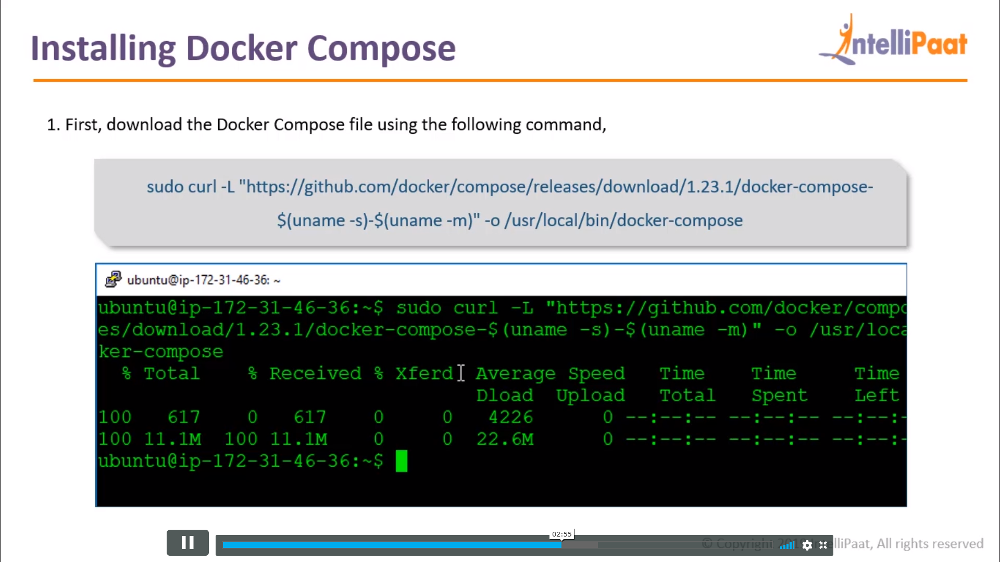 Installing Docker Compose
IntelliPaat
1. First, download the Docker Compose file using the following command,
sudo curl -L "https://github.com/docker/compose/releases/download/1.23.1/docker-compose-
$(uname -s)-$(uname -m)" -o /usr/local/bin/docker-compose
ubuntu@ip-172-31-46-36: ~
ubuntu@ip-172-31-46-36:~$ sudo curl -L "https://github.com/docker/compo
es/download/1.23.1/docker-compose-$(uname -s)-$(uname -m)" -o /usr/loca
ker-compose
% Total % Received % Xferd Average Speed Time Time Time
Dload Upload Total Spent Left
100 617 0 617 0 0 4226 0 --:--:-- --:--:-- --:--:-
100 11.1M 100 11.1M 0 0 22.6M 0 --:--:-- --:--:-- --:--:-
ubuntu@ip-172-31-46-36:~$
02:55
© Copyright IntelliPaat, All rights reserved